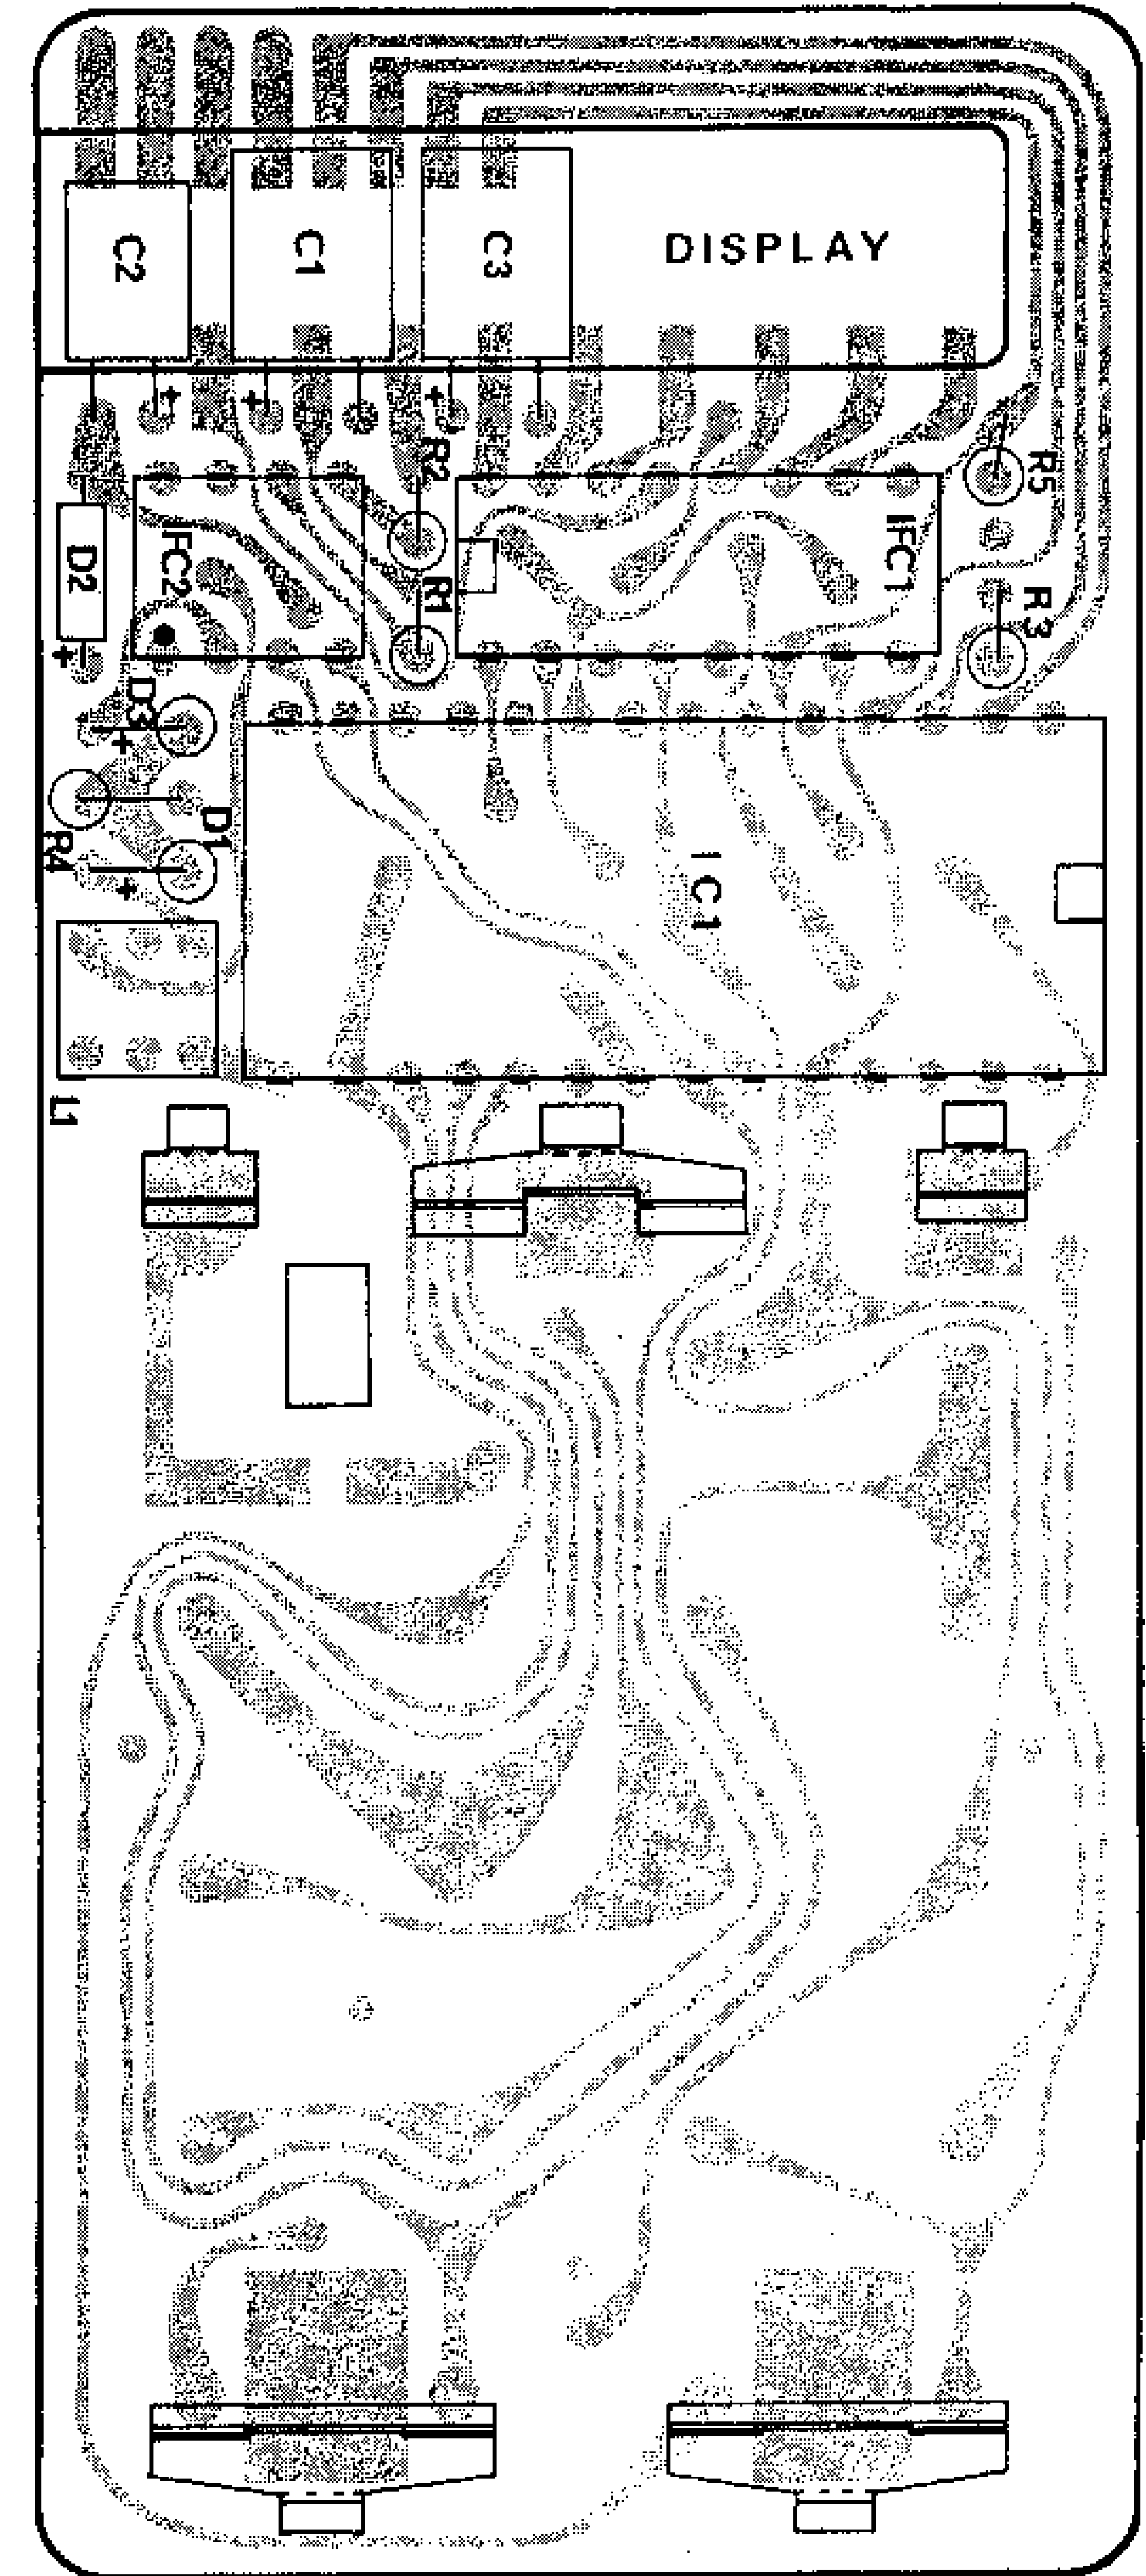 C2
C1
C3
DISPLAY
+
+
+
R2
R5
D2
IFC2
R1
IFC1
R3
+
D3
+
D1
R4
+
IC1
L1